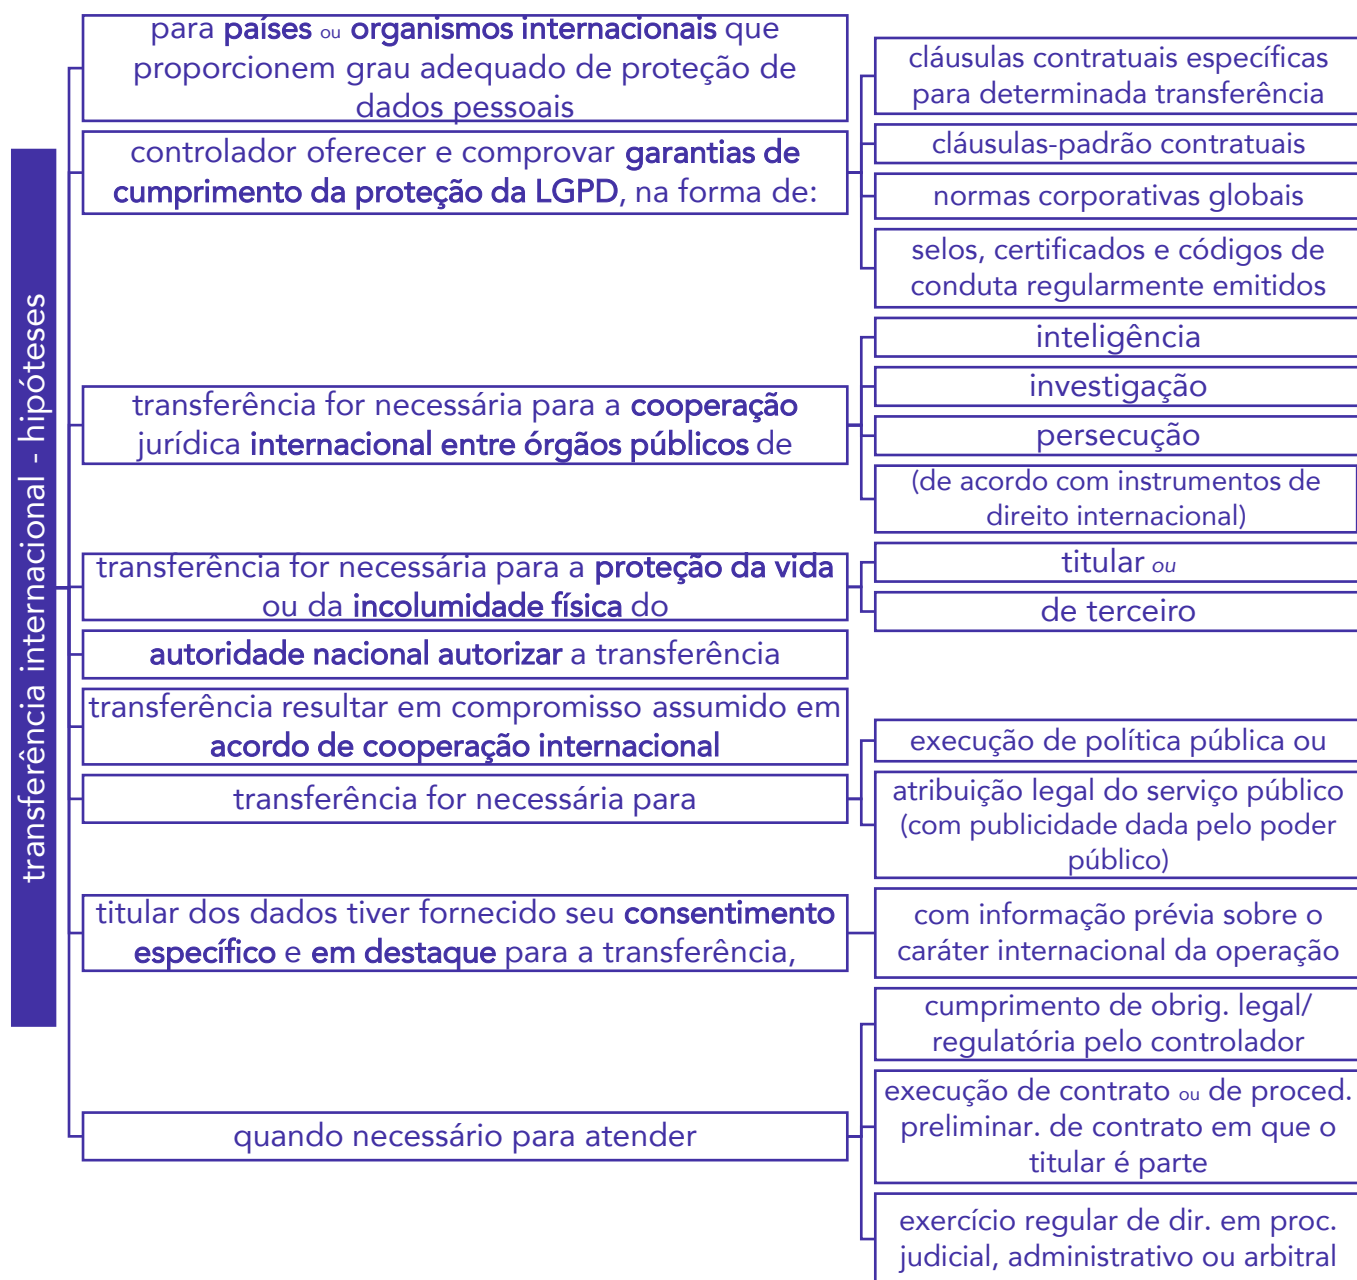 transferência internacional - hipóteses
para países ou organismos internacionais que
proporcionem grau adequado de proteção de
dados pessoais
controlador oferecer e comprovar garantias de
cumprimento da proteção da LGPD, na forma de:
cláusulas contratuais específicas
para determinada transferência
cláusulas-padrão contratuais
normas corporativas globais
selos, certificados e códigos de
conduta regularmente emitidos
transferência for necessária para a cooperação
jurídica internacional entre órgãos públicos de
inteligência
investigação
persecução
(de acordo com instrumentos de
direito internacional)
transferência for necessária para a proteção da vida
ou da incolumidade física do
titular ou
de terceiro
autoridade nacional autorizar a transferência
transferência resultar em compromisso assumido em
acordo de cooperação internacional
transferência for necessária para
execução de política pública ou
atribuição legal do serviço público
(com publicidade dada pelo poder
público)
titular dos dados tiver fornecido seu consentimento
específico e em destaque para a transferência,
com informação prévia sobre o
caráter internacional da operação
quando necessário para atender
cumprimento de obrig. legal/
regulatória pelo controlador
execução de contrato ou de proced.
preliminar. de contrato em que o
titular é parte
exercício regular de dir. em proc.
judicial, administrativo ou arbitral